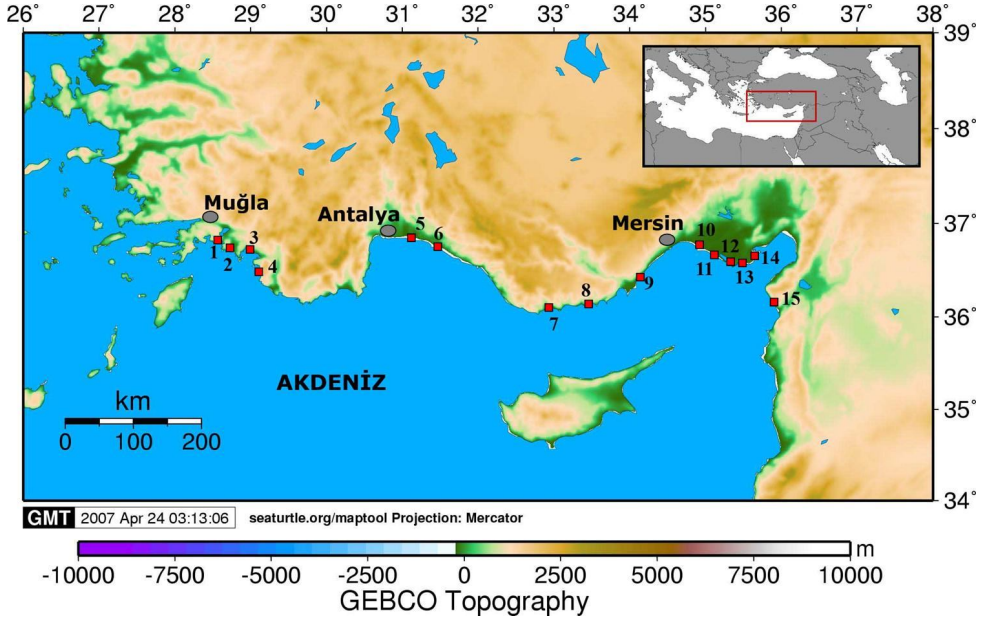 26˚ 27˚ 28˚ 29˚ 30˚ 31˚ 32˚ 33˚ 34˚ 35˚ 36˚ 37˚ 38˚
39˚
38˚
37˚
36˚
35˚
34˚
Muğla
Antalya
Mersin
1
2
3
4
5
6
7
8
9
10
11
12
13
14
15
AKDENİZ
km
0 100 200
GMT 2007 Apr 24 03:13:06 seaturtle.org/maptool Projection: Mercator
-10000 -7500 -5000 -2500 0 2500 5000 7500 10000 m
GEBCO Topography